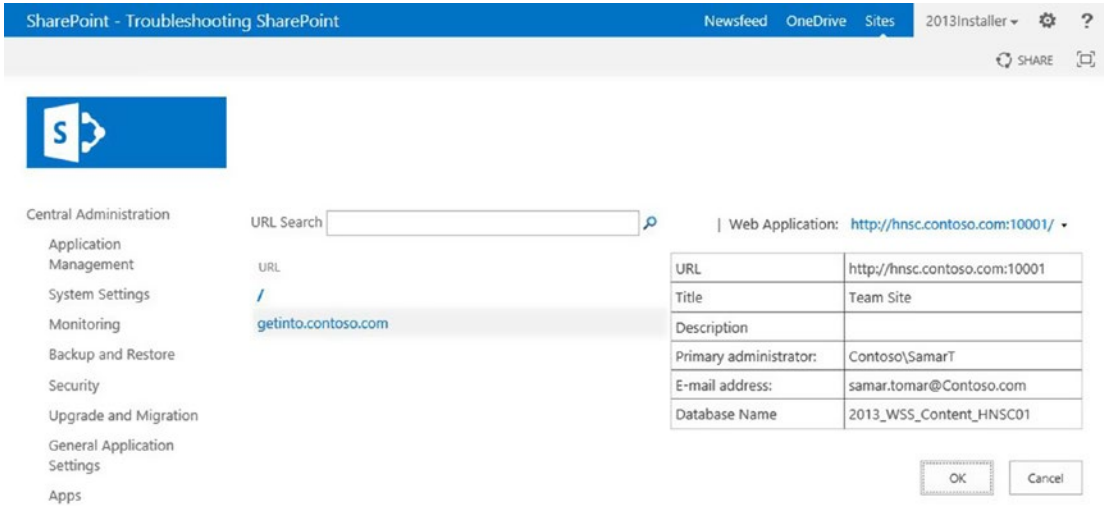 SharePoint - Troubleshooting SharePoint
Newsfeed OneDrive Sites 2013Installer ?
SHARE
S
Central Administration
Application
Management
System Settings
Monitoring
Backup and Restore
Security
Upgrade and Migration
General Application
Settings
Apps
URL Search
URL
/
getinto.contoso.com
| Web Application: http://hnsc.contoso.com:10001/
URL http://hnsc.contoso.com:10001
Title Team Site
Description
Primary administrator: Contoso\SamarT
E-mail address: samar.tomar@Contoso.com
Database Name 2013_WSS_Content_HNSC01
OK Cancel